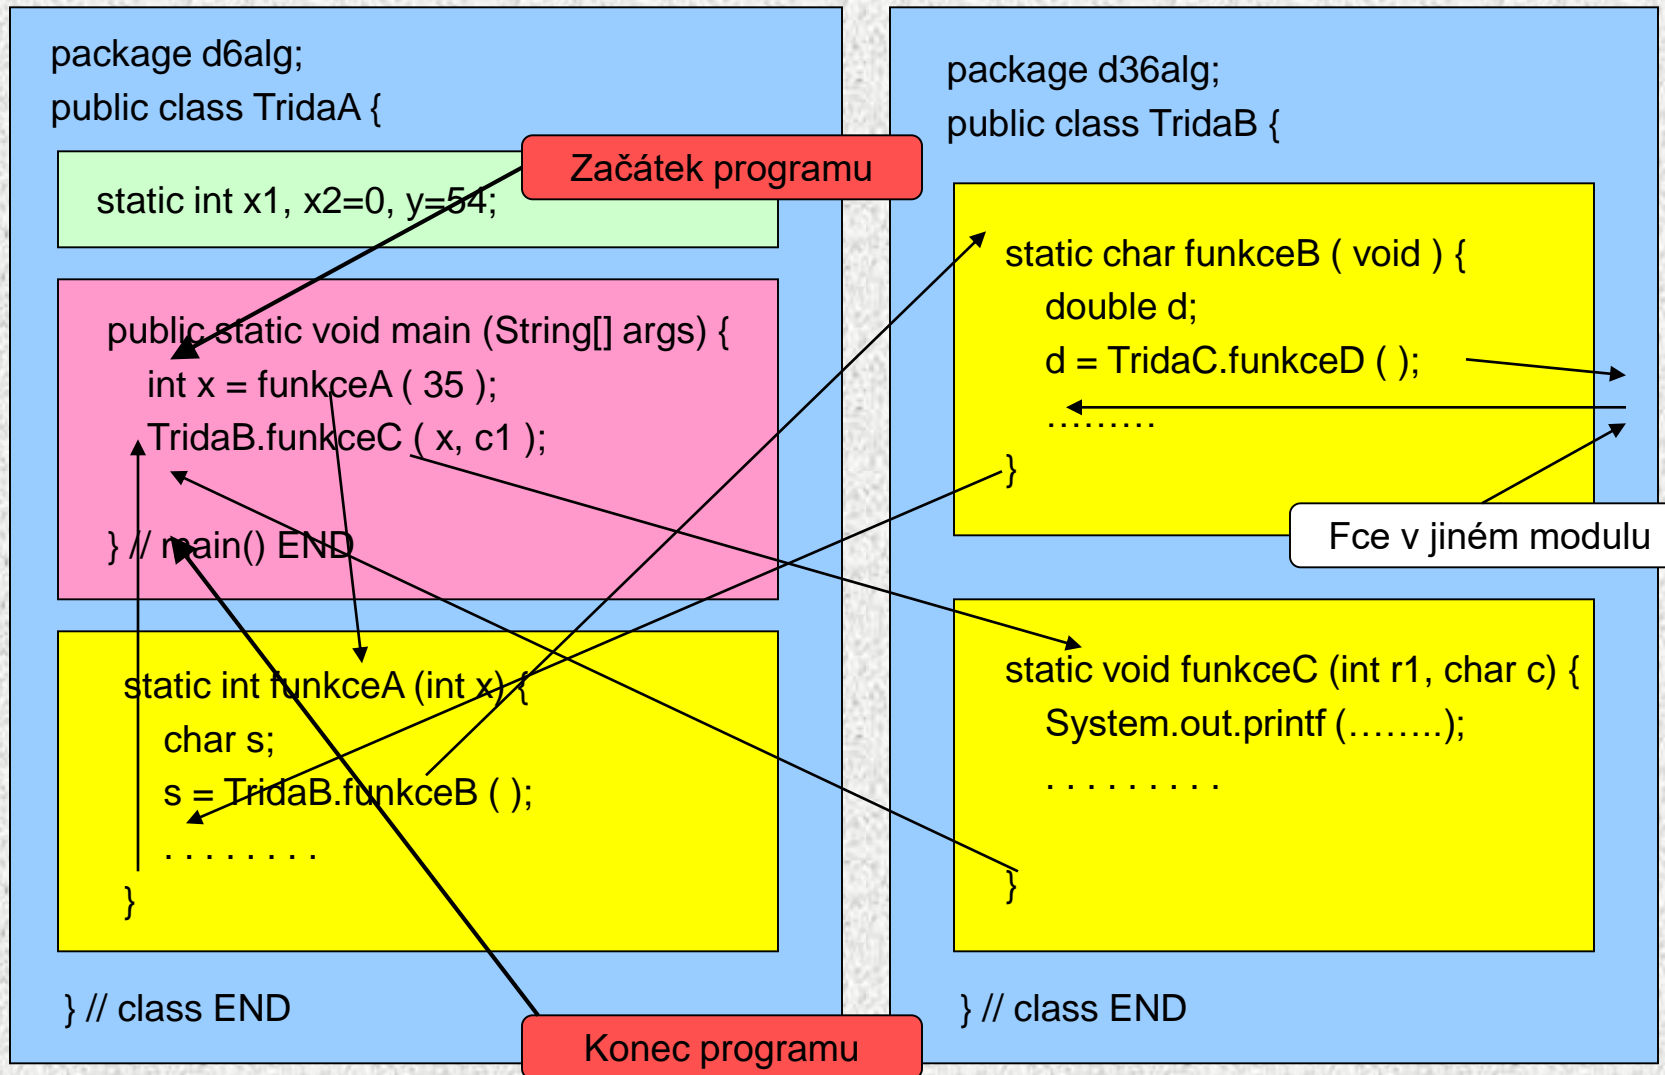 package d6alg;
public class TridaA {
Začátek programu
static int x1, x2=0, y=54;
public static void main (String[] args) {
int x = funkceA ( 35 );
TridaB.funkceC ( x, c1 );
} // main() END
static int funkceA (int x) {
char s;
s = TridaB.funkceB ( );
. . . . . . . .
}
} // class END
Konec programu
package d36alg;
public class TridaB {
static char funkceB ( void ) {
double d;
d = TridaC.funkceD ( );
………
}
Fce v jiném modulu
static void funkceC (int r1, char c) {
System.out.printf (……..);
. . . . . . . . .
}
} // class END